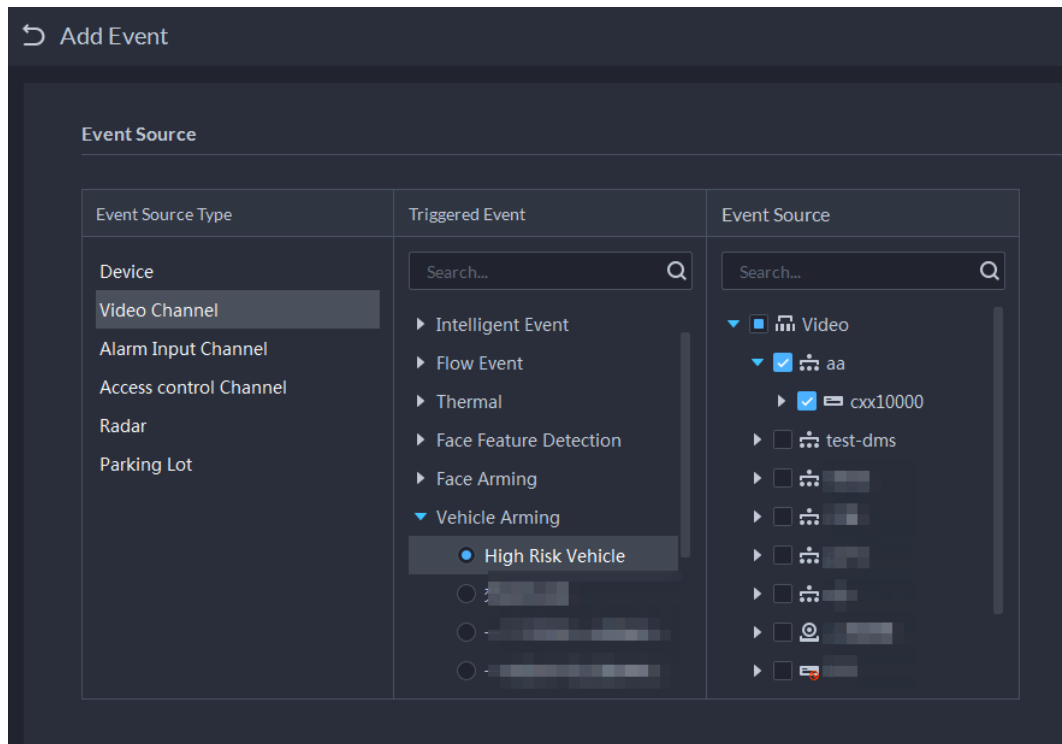 Add Event
Event Source
Event Source Type
Device
Video Channel
Alarm Input Channel
Access control Channel
Radar
Parking Lot
Triggered Event
Search...
Intelligent Event
Flow Event
Thermal
Face Feature Detection
Face Arming
Vehicle Arming
High Risk Vehicle
Event Source
Search...
Video
aa
cxx10000
test-dms